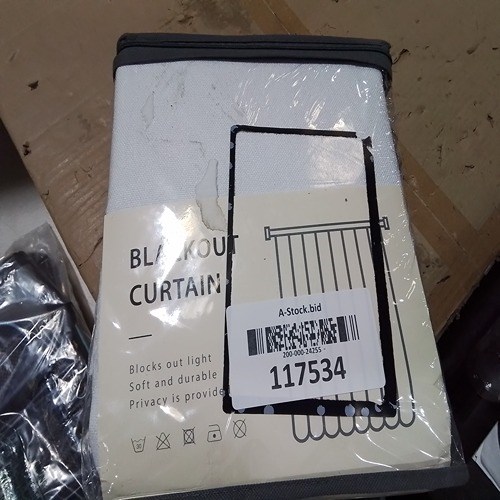 BLACKOUT
CURTAIN
Blocks out light
Soft and durable
Privacy is provide
A-Stock.bid
200-000-24255
117534